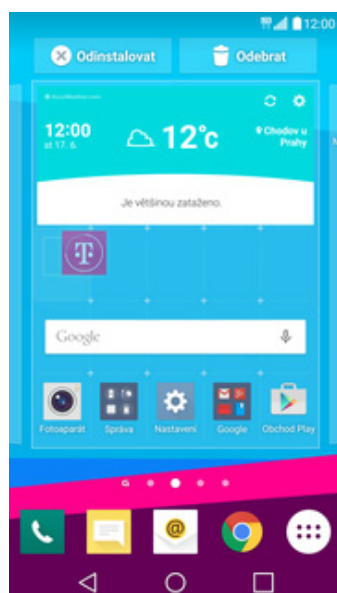 12:00
Odinstalovat
Odebrat
12:00
st 17. 6.
12°c
Chodov u
Prahy
Je většinou zataženo.
T
Google
Fotoaparát
Správa
Nastavení
Google
Obchod Play